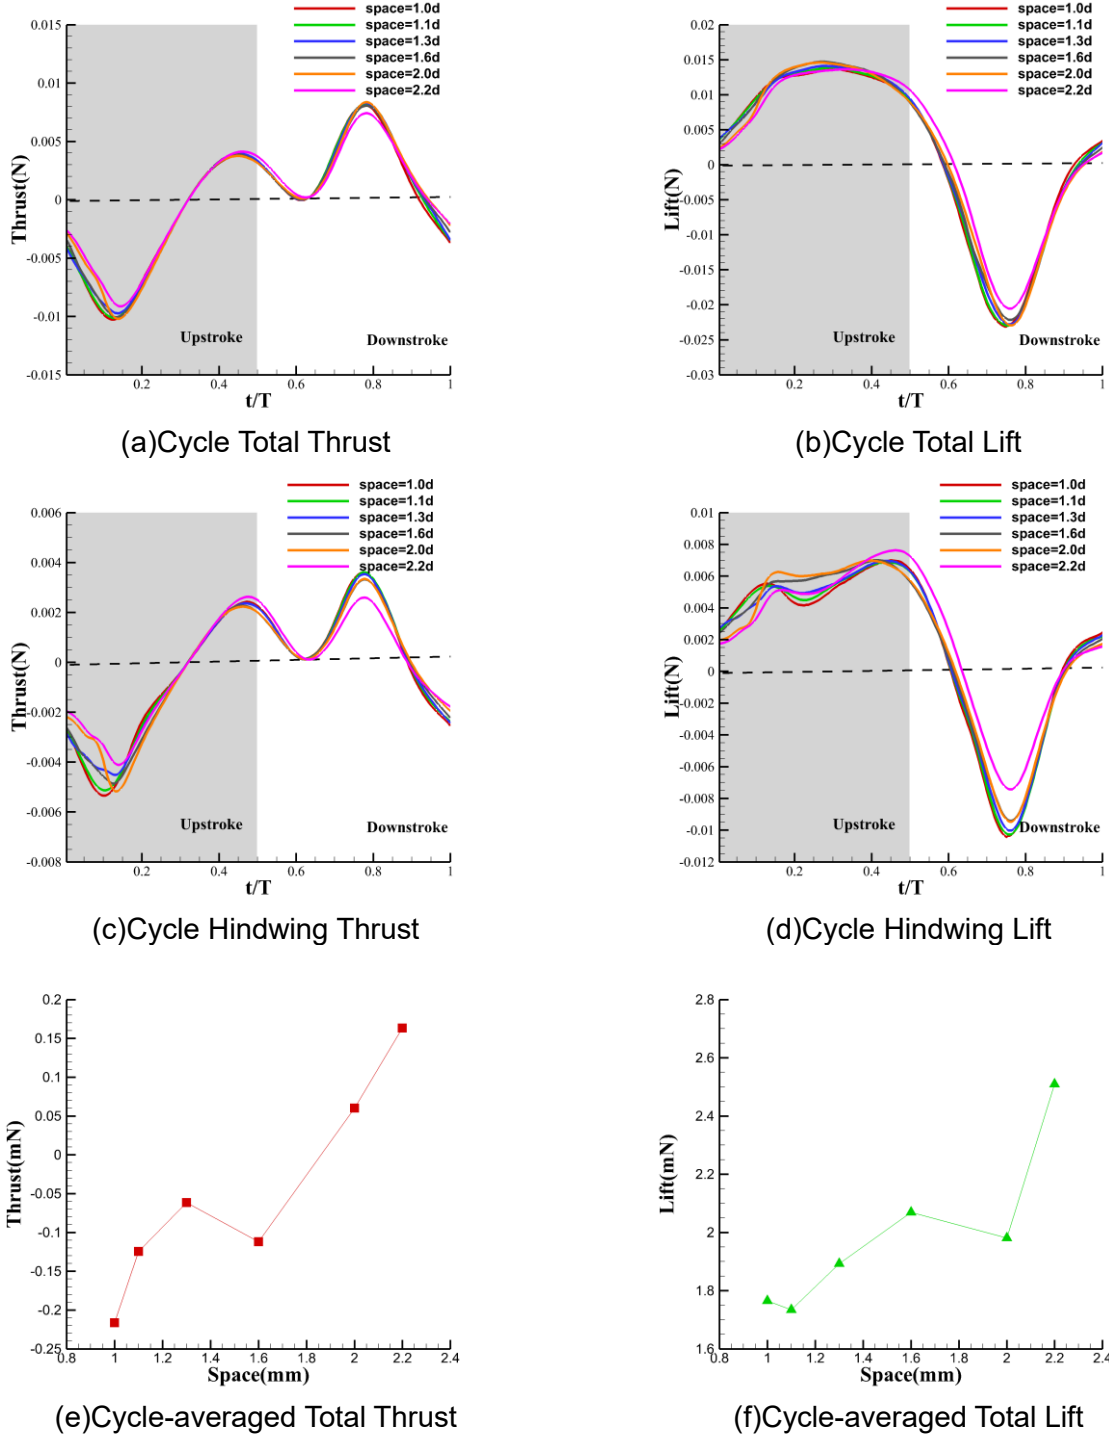 space=1.0d
space=1.1d
space=1.3d
space=1.6d
space=2.0d
space=2.2d
0.015
0.01
0.005
0
-0.005
-0.01
-0.015
Thrust(N)
Upstroke
Downstroke
0.2
0.4
0.6
0.8
1
t/T
(a)Cycle Total Thrust
space=1.0d
space=1.1d
space=1.3d
space=1.6d
space=2.0d
space=2.2d
0.02
0.015
0.01
0.005
0
-0.005
-0.01
-0.015
-0.02
-0.025
-0.03
Lift(N)
Upstroke
Downstroke
0.2
0.4
0.6
0.8
1
t/T
(b)Cycle Total Lift
space=1.0d
space=1.1d
space=1.3d
space=1.6d
space=2.0d
space=2.2d
0.006
0.004
0.002
0
-0.002
-0.004
-0.006
-0.008
Thrust(N)
Upstroke
Downstroke
0.2
0.4
0.6
0.8
1
t/T
(c)Cycle Hindwing Thrust
space=1.0d
space=1.1d
space=1.3d
space=1.6d
space=2.0d
space=2.2d
0.01
0.008
0.006
0.004
0.002
0
-0.002
-0.004
-0.006
-0.008
-0.01
-0.012
Lift(N)
Upstroke
Downstroke
0.2
0.4
0.6
0.8
1
t/T
(d)Cycle Hindwing Lift
0.2
0.15
0.1
0.05
0
-0.05
-0.1
-0.15
-0.2
-0.25
Thrust(mN)
0.8
1
1.2
1.4
1.6
1.8
2
2.2
2.4
Space(mm)
(e)Cycle-averaged Total Thrust
2.8
2.6
2.4
2.2
2
1.8
1.6
Lift(mN)
0.8
1
1.2
1.4
1.6
1.8
2
2.2
2.4
Space(mm)
(f)Cycle-averaged Total Lift